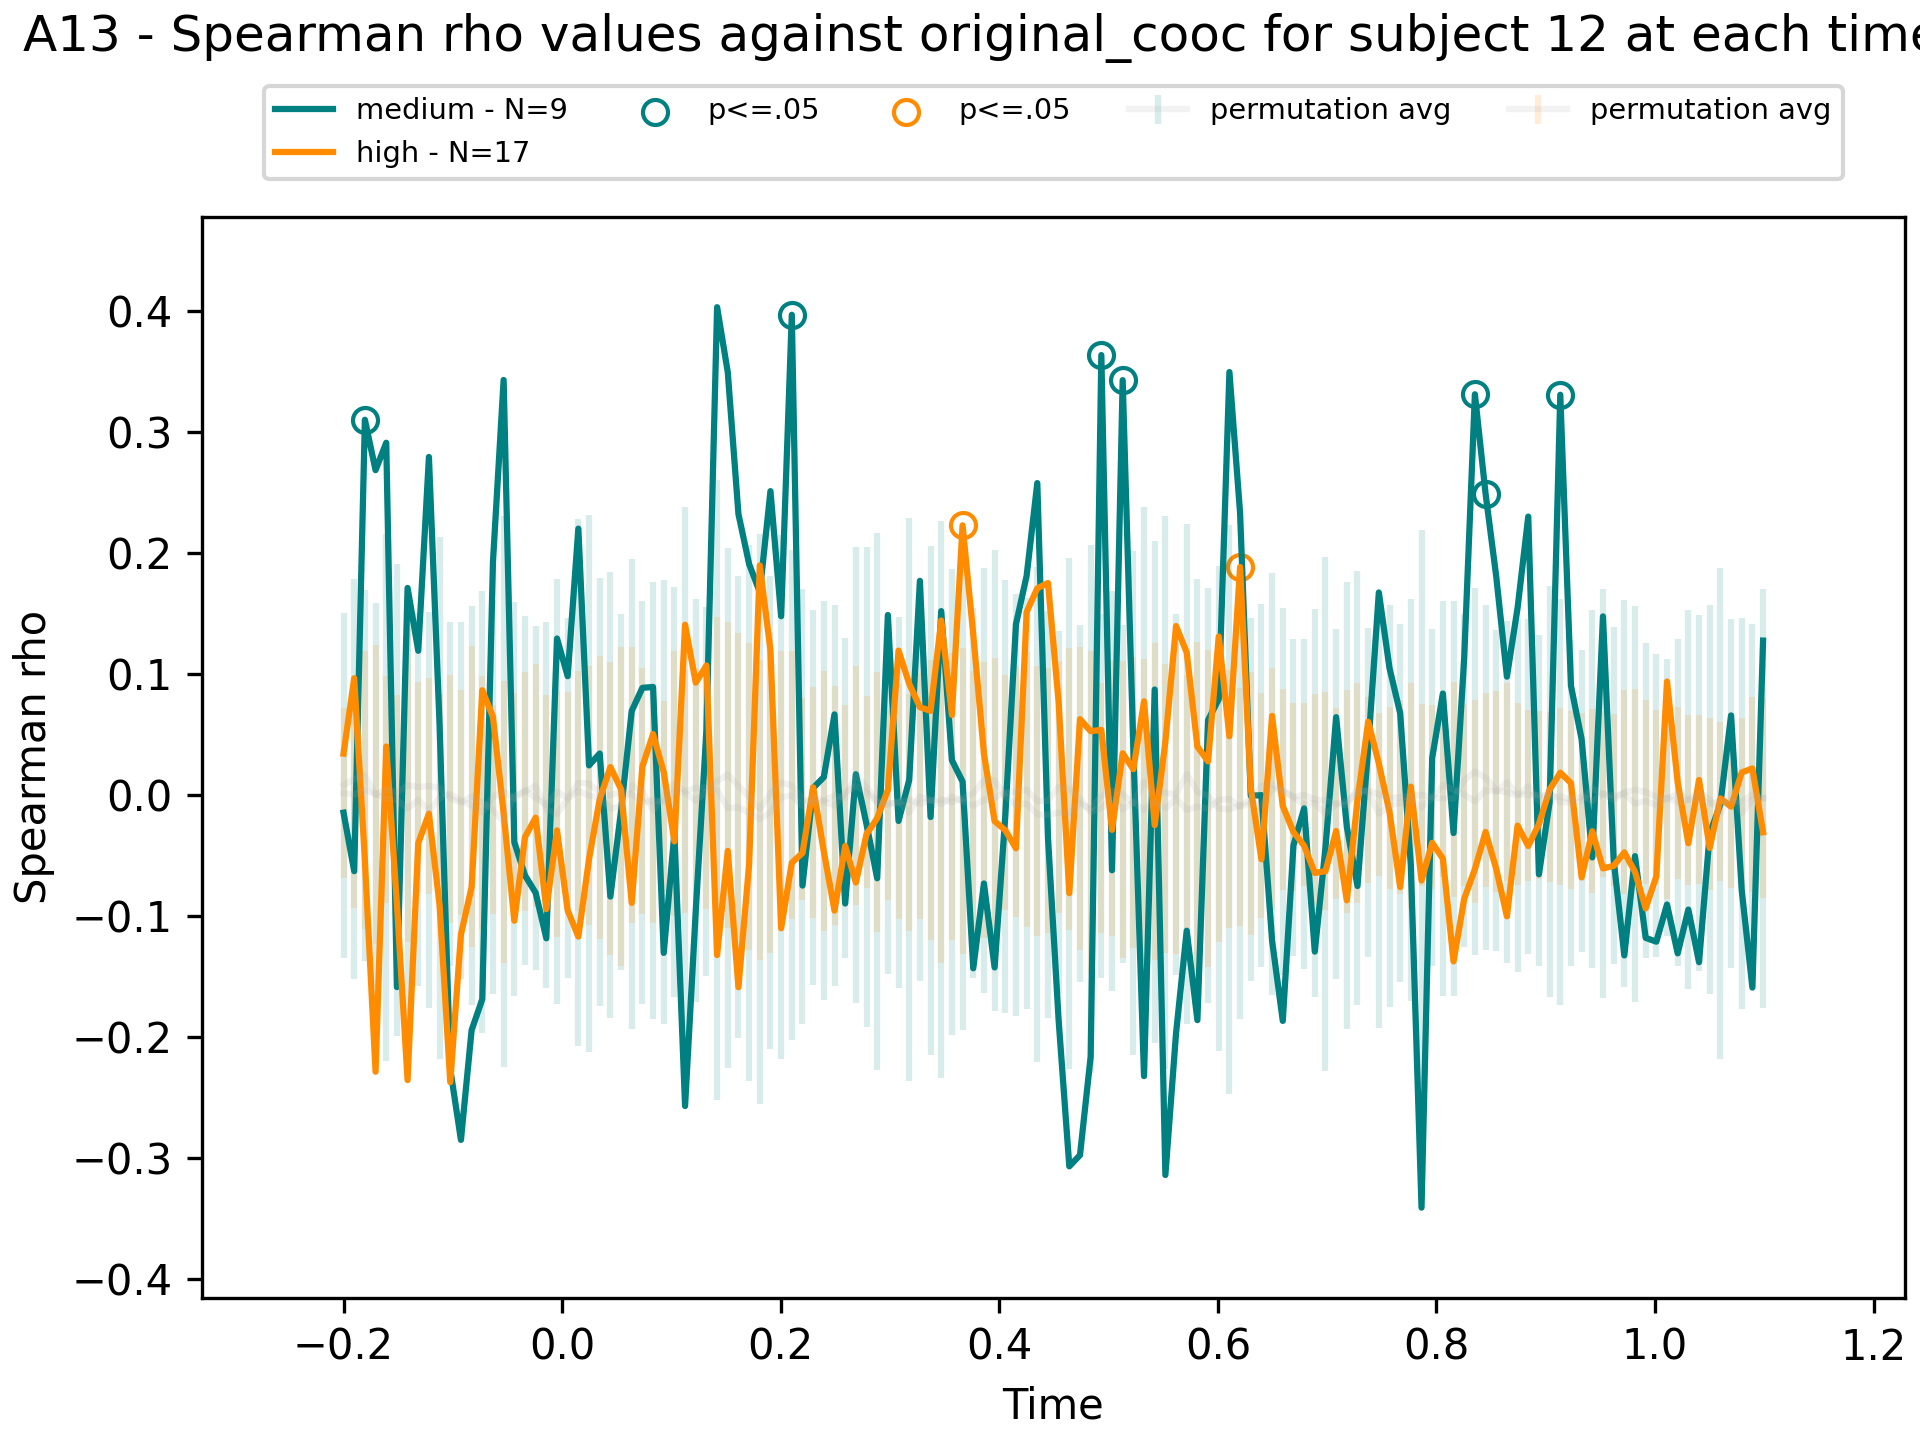 A13 - Spearman rho values against original_cooc for subject 12 at each time
medium - N=9
high - N=17
p<=.05
p<=.05
permutation avg
permutation avg
Spearman rho
0.4
0.3
0.2
0.1
0.0
−0.1
−0.2
−0.3
−0.4
−0.2 0.0 0.2 0.4 0.6 0.8 1.0 1.2
Time